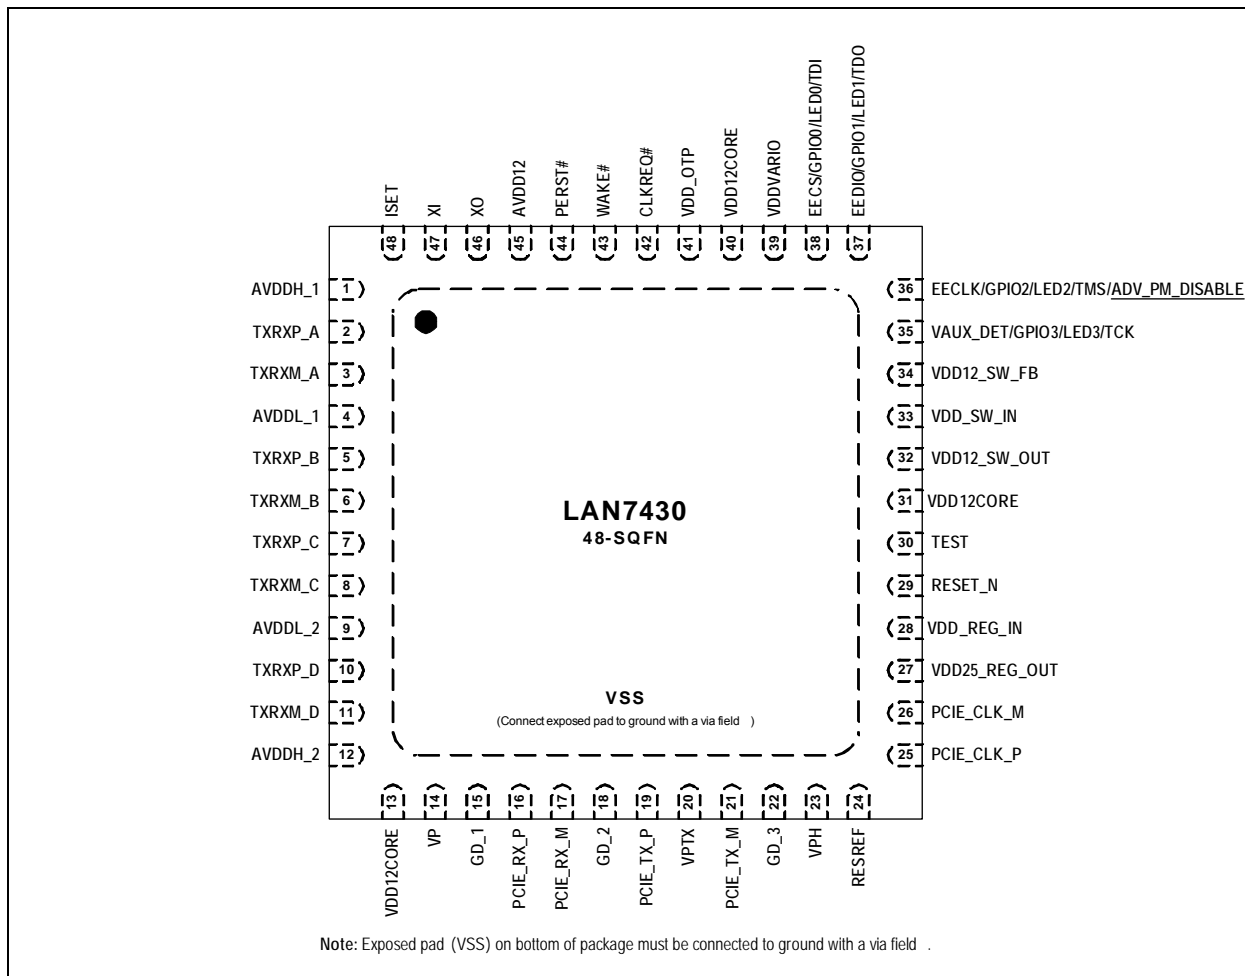 ISET
XI
XO
AVDD12
PERST#
WAKE#
CLKREQ#
VDD_OTP
VDD12CORE
VDDVARIO
EECS/GPIO0/LED0/TDI
EEDIO/GPIO1/LED1/TDO
48
47
46
45
44
43
42
41
40
39
38
37
AVDDH_1 1
TXRXP_A 2
TXRXM_A 3
AVDDL_1 4
TXRXP_B 5
TXRXM_B 6
TXRXP_C 7
TXRXM_C 8
AVDDL_2 9
TXRXP_D 10
TXRXM_D 11
AVDDH_2 12
36 EECLK/GPIO2/LED2/TMS/ADV_PM_DISABLE
35 VAUX_DET/GPIO3/LED3/TCK
34 VDD12_SW_FB
33 VDD_SW_IN
32 VDD12_SW_OUT
31 VDD12CORE
30 TEST
29 RESET_N
28 VDD_REG_IN
27 VDD25_REG_OUT
26 PCIE_CLK_M
25 PCIE_CLK_P
LAN7430
48-SQFN
VSS
(Connect exposed pad to ground with a via field )
13
14
15
16
17
18
19
20
21
22
23
24
VDD12CORE
VP
GD_1
PCIE_RX_P
PCIE_RX_M
GD_2
PCIE_TX_P
VPTX
PCIE_TX_M
GD_3
VPH
RESREF
Note: Exposed pad (VSS) on bottom of package must be connected to ground with a via field .